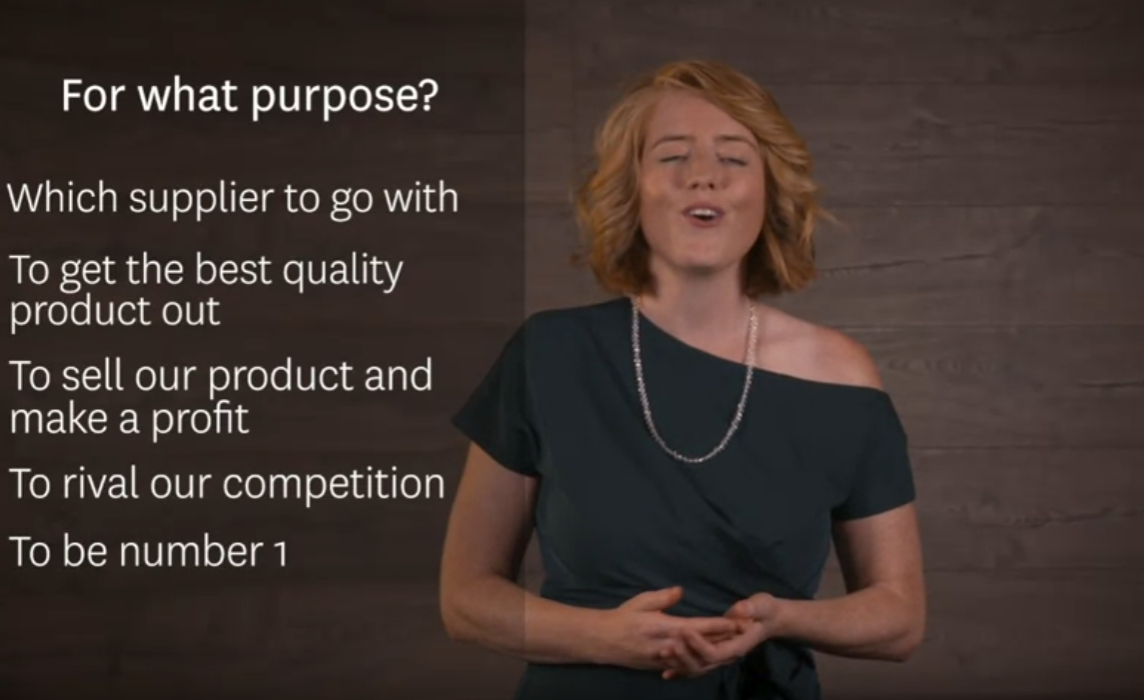 For what purpose?
Which supplier to go with
To get the best quality
product out
To sell our product and
make a profit
To rival our competition
To be number 1